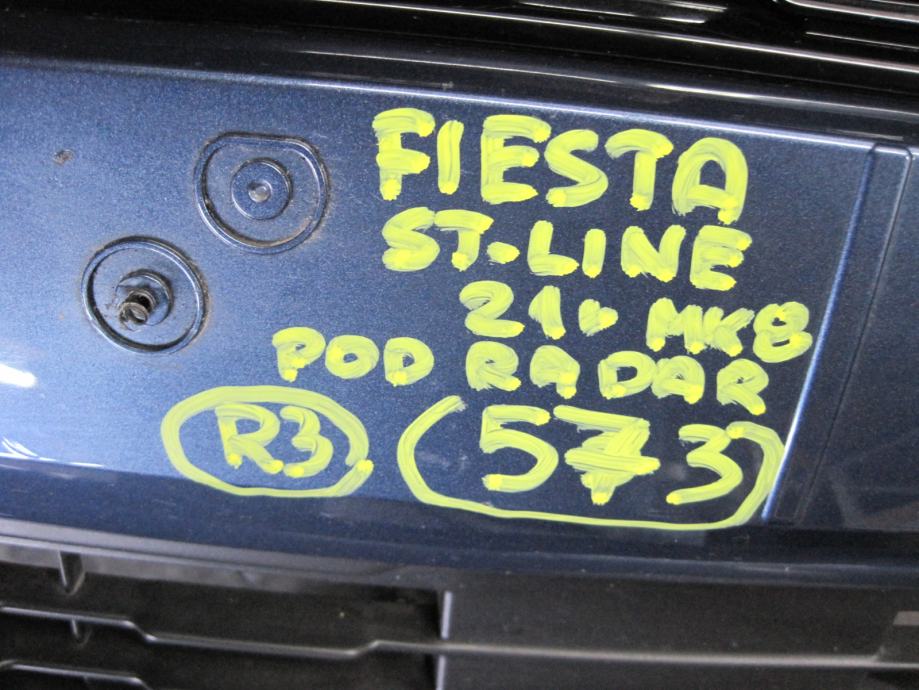 FIESTA
ST-LINE
21. MK8
POD RADAR
R3 573